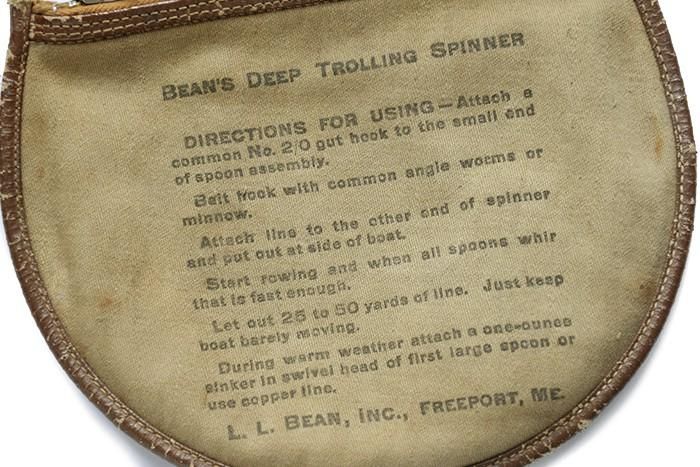 BEAN'S DEEP TROLLING SPINNER
DIRECTIONS FOR USING—Attach a
common No. 2/0 gut hook to the small end
of spoon assembly.
Bait hook with common angle worms or
minnow.
Attach line to the other end of spinner
and put out at side of boat.
Start rowing and when all spoons whir
that is fast enough.
Let out 25 to 50 yards of line. Just keep
boat barely moving.
During warm weather attach a one-ounce
sinker in swivel head of first large spoon or
use copper line.
L. L. BEAN, INC., FREEPORT, ME.